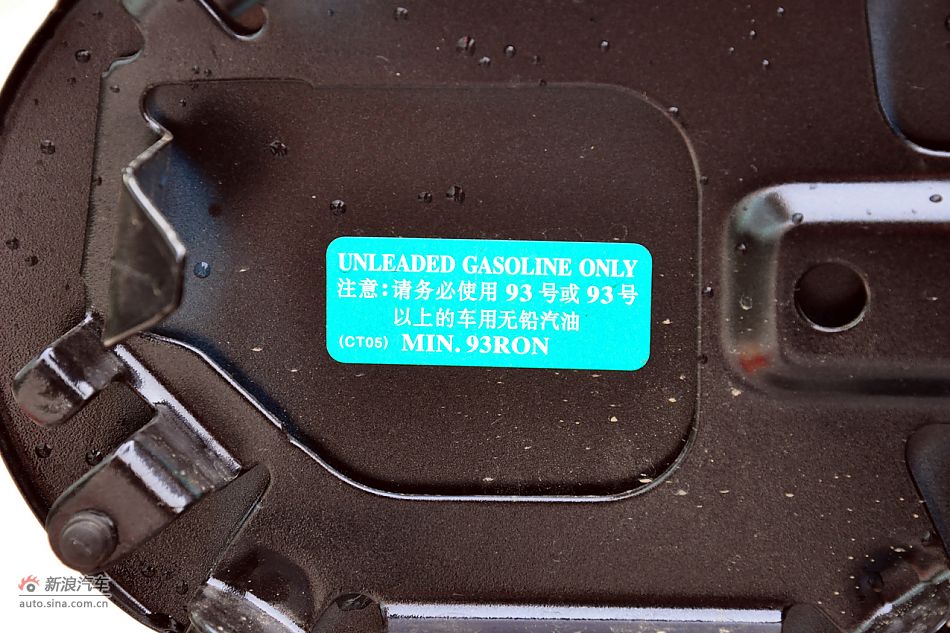 UNLEADED GASOLINE ONLY
注意:请务必使用 93 号或 93 号
以上的车用无铅汽油
(CT05) MIN. 93RON
新浪汽车
auto.sina.com.cn